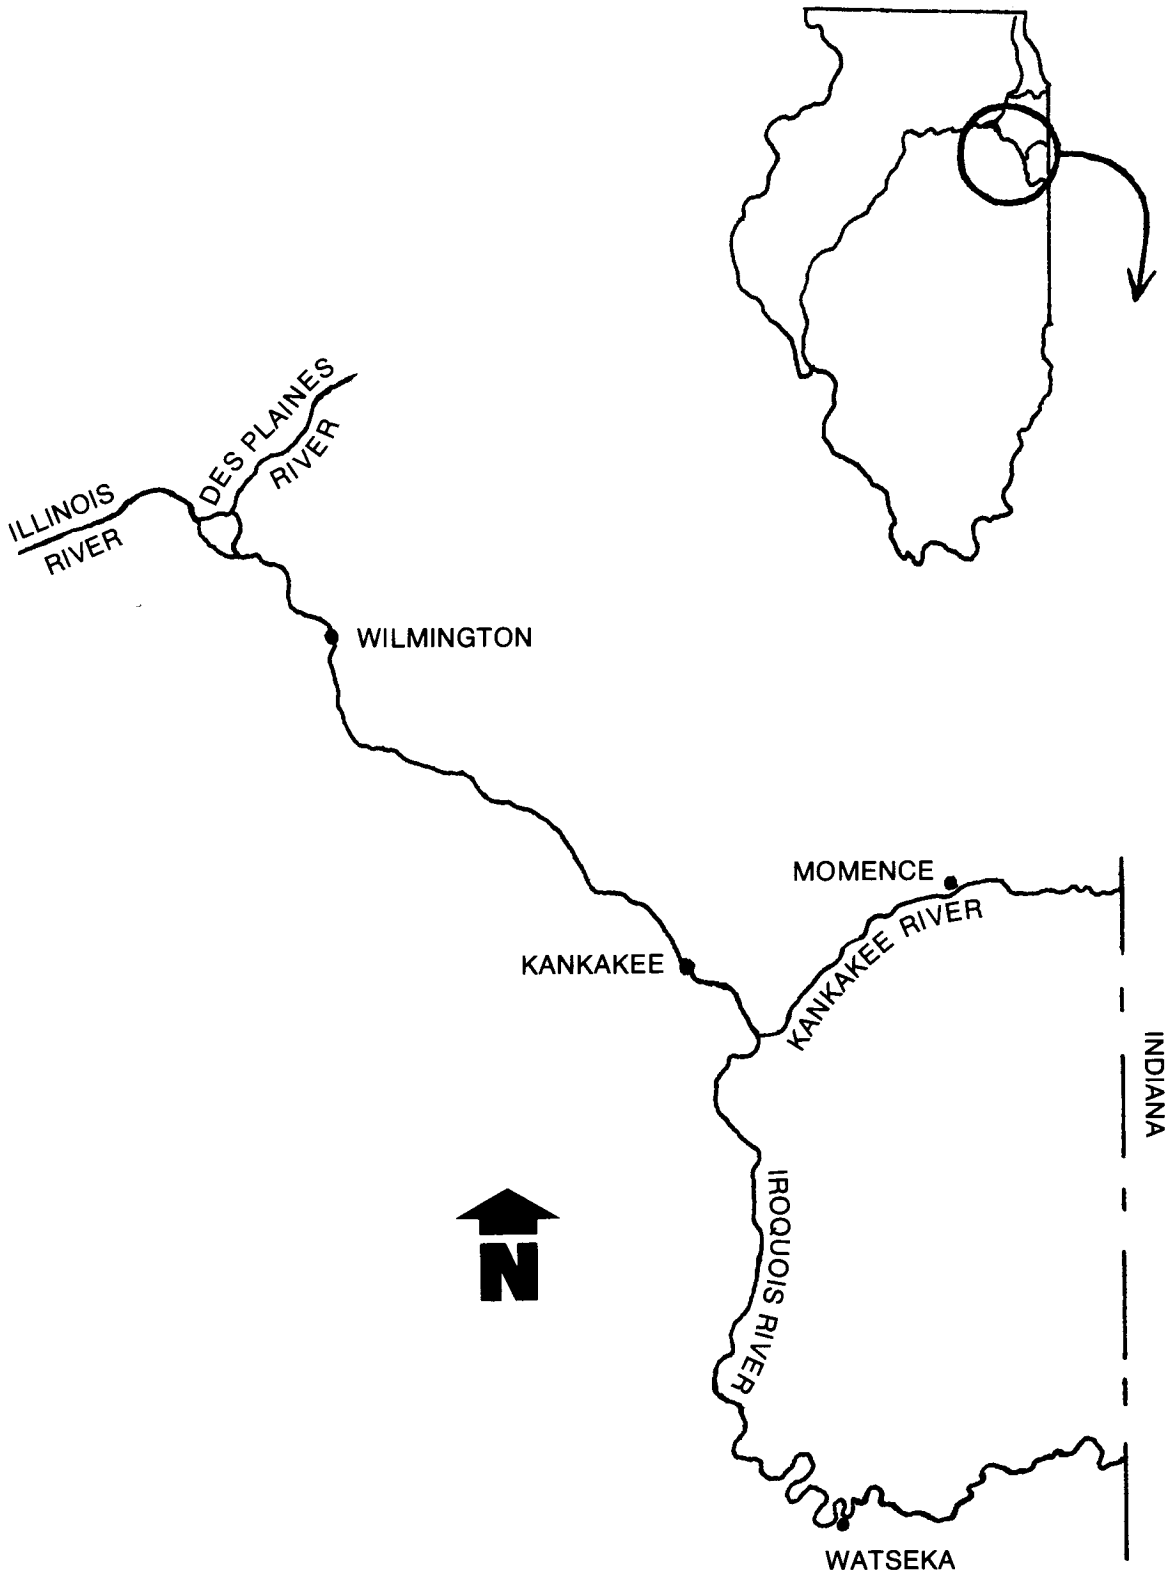 DES PLAINES
RIVER
ILLINOIS
RIVER
WILMINGTON
MOMENCE
KANKAKEE RIVER
KANKAKEE
INDIANA
IROQUOIS RIVER
N
WATSEKA